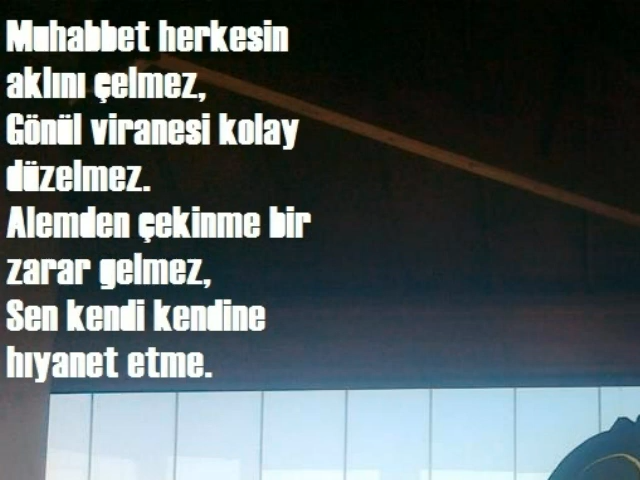 Muhabbet herkesin
aklını çelmez,
Gönül viranesi kolay
düzelmez.
Alemden çekinme bir
zarar gelmez,
Sen kendi kendine
hıyanet etme.